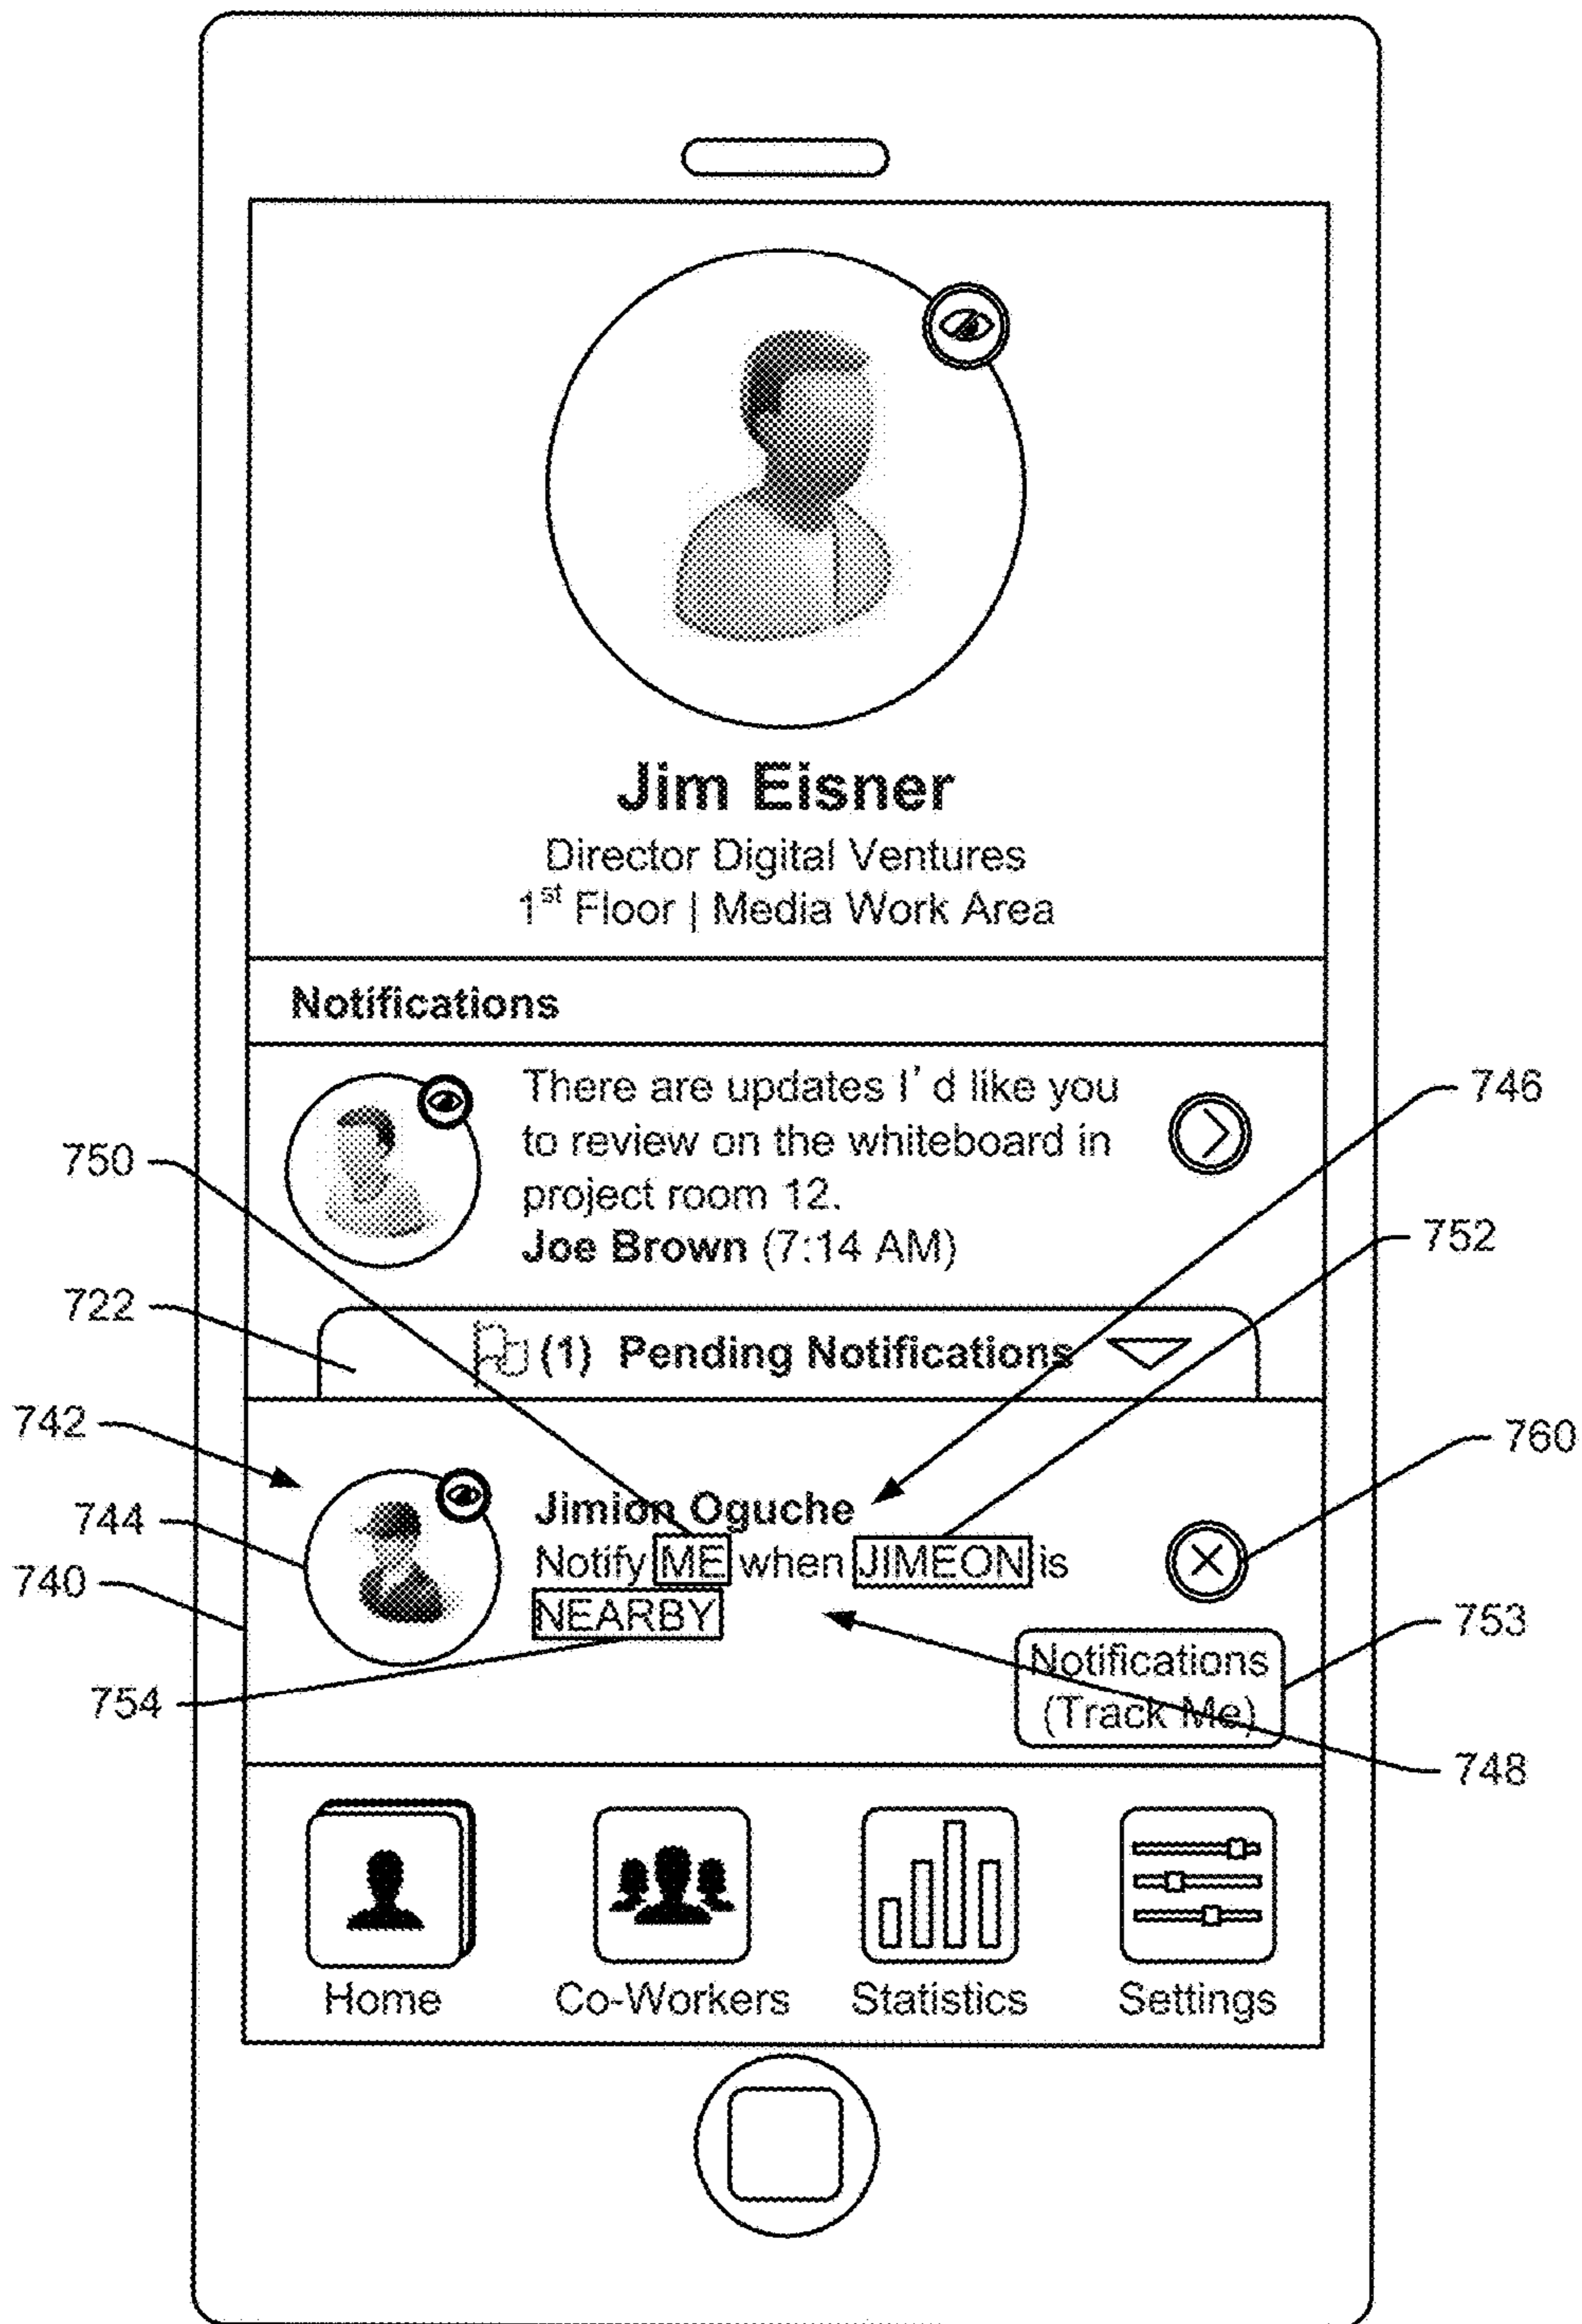 Jim Eisner
Director Digital Ventures
1st Floor | Media Work Area
Notifications
There are updates I' d like you
to review on the whiteboard in
project room 12.
Joe Brown (7:14 AM)
746
750
752
722
(1) Pending Notifications
742
760
744
Jimion Oguche
Notify ME when JIMEON is
NEARBY
740
753
Notifications
(Track Me)
754
748
Home
Co-Workers
Statistics
Settings